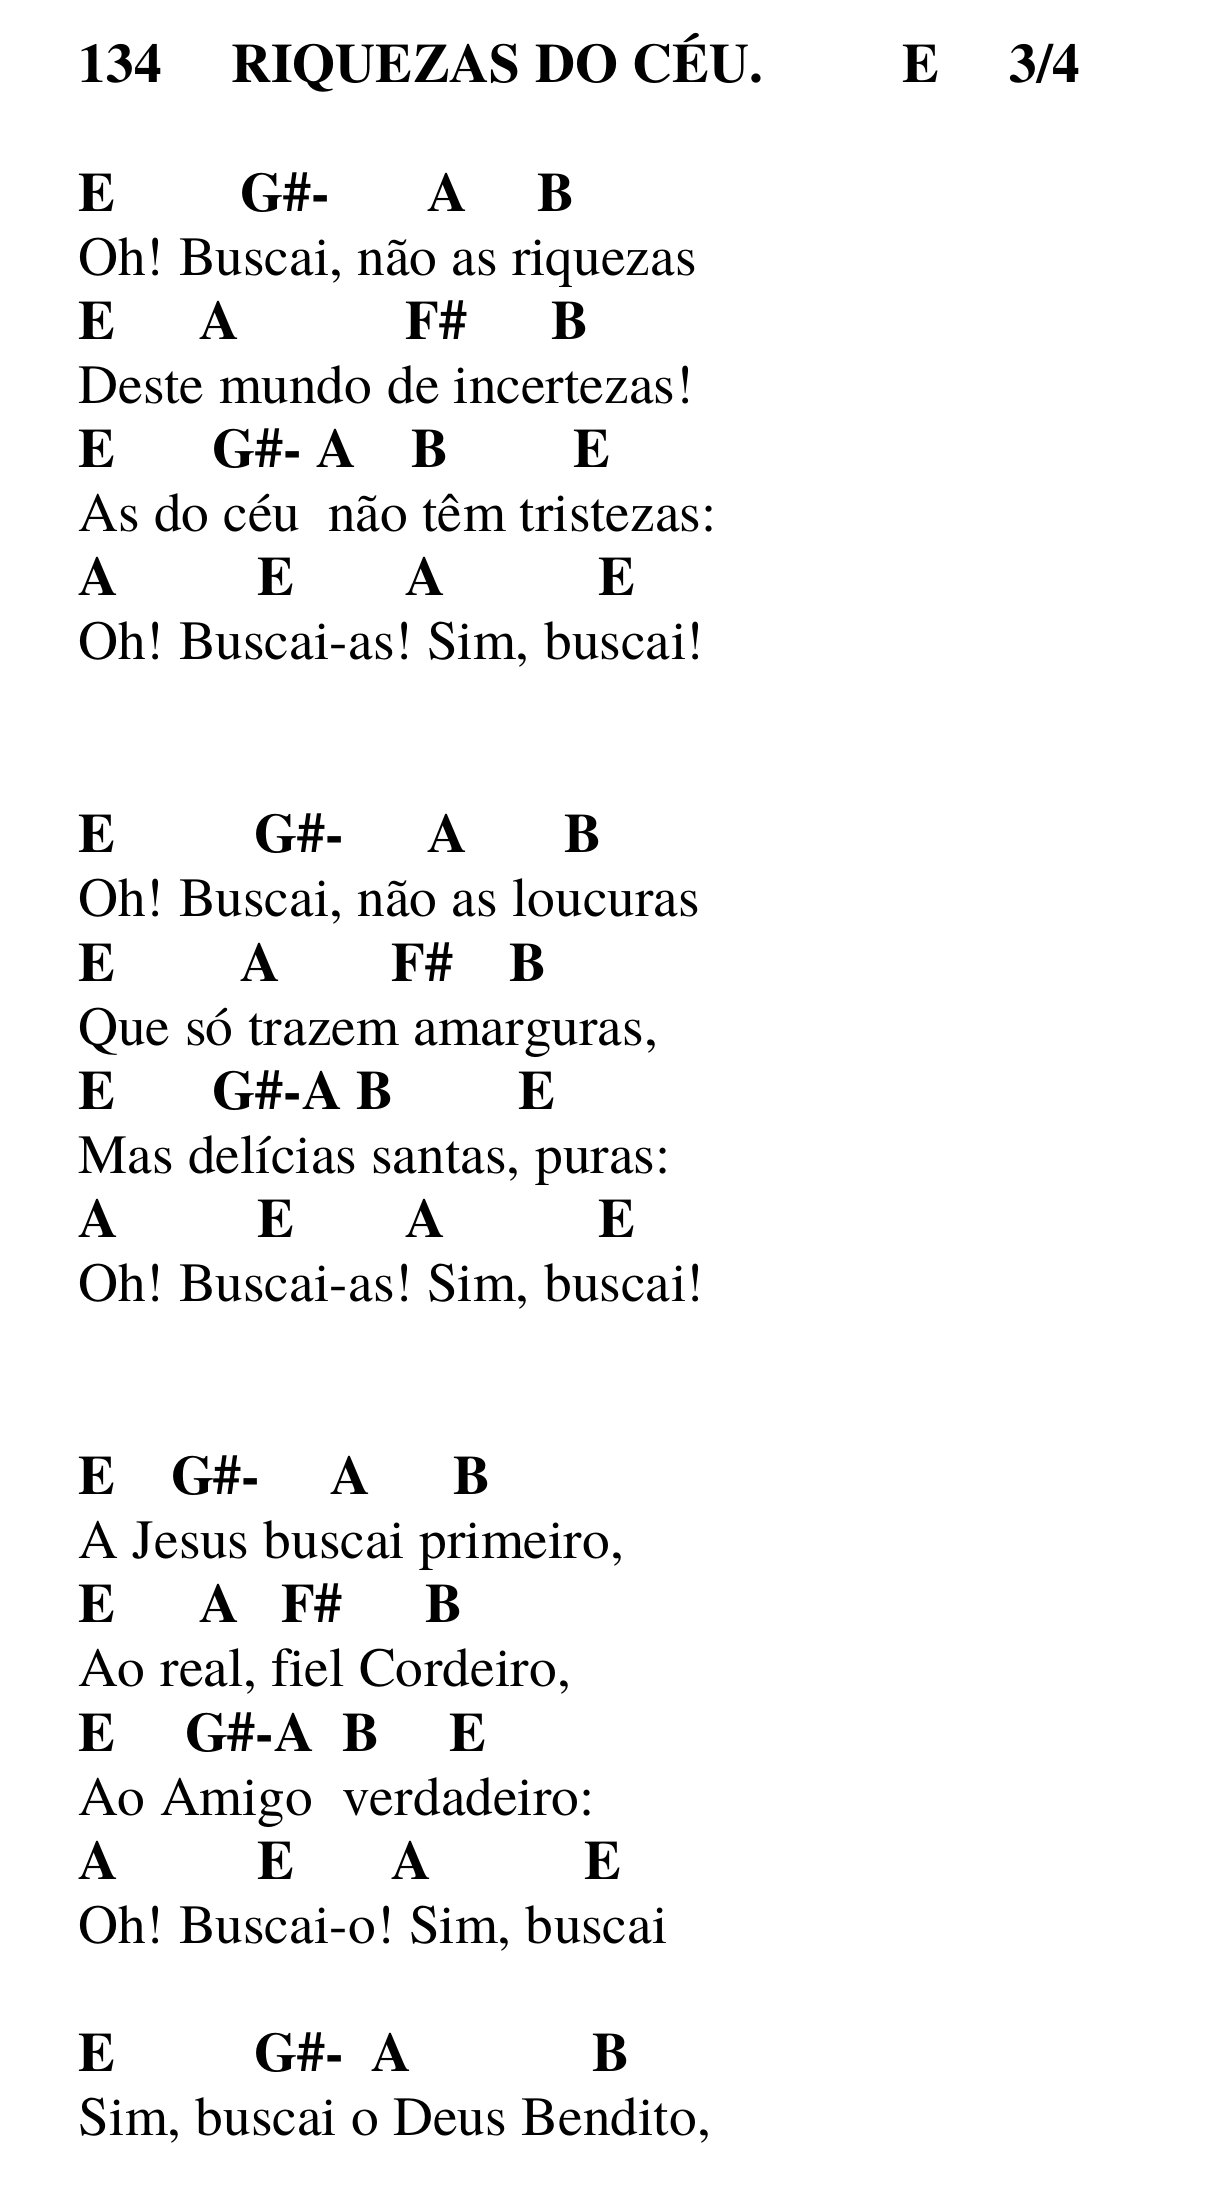 134     RIQUEZAS DO CÉU.          E     3/4
E         G#-       A     B
Oh! Buscai, não as riquezas
E      A            F#      B
Deste mundo de incertezas!
E       G#- A    B         E
As do céu  não têm tristezas:
A          E        A           E
Oh! Buscai-as! Sim, buscai!
E          G#-      A       B
Oh! Buscai, não as loucuras
E         A        F#    B
Que só trazem amarguras,
E       G#-A B         E
Mas delícias santas, puras:
A          E        A           E
Oh! Buscai-as! Sim, buscai!
E    G#-     A      B
A Jesus buscai primeiro,
E      A   F#      B
Ao real, fiel Cordeiro,
E     G#-A  B     E
Ao Amigo  verdadeiro:
A          E       A           E
Oh! Buscai-o! Sim, buscai
E          G#-  A             B
Sim, buscai o Deus Bendito,